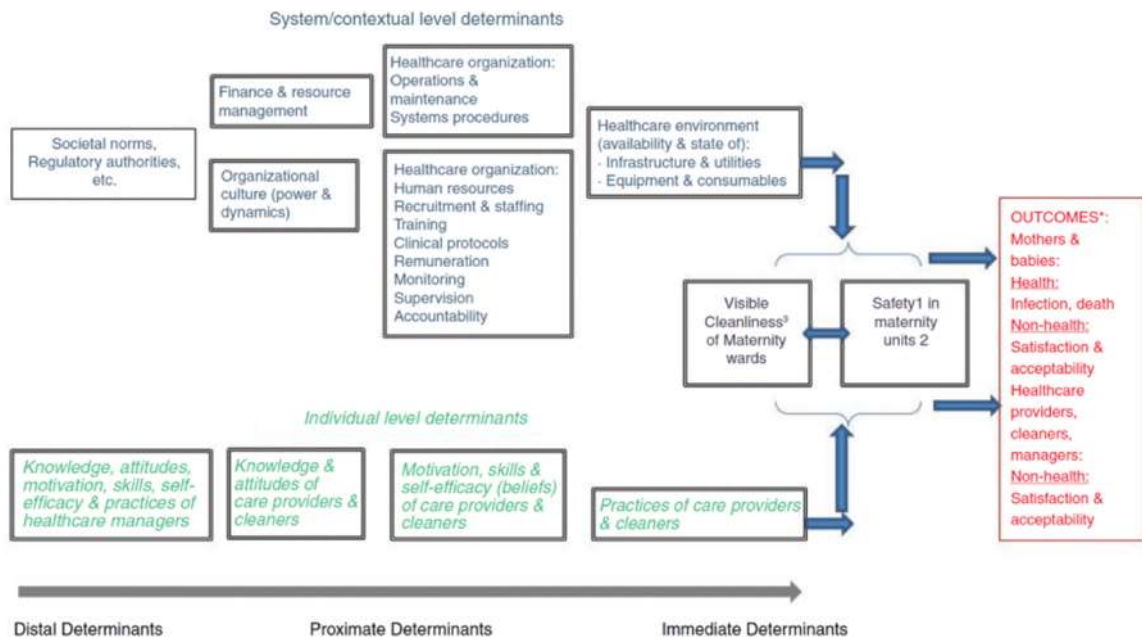 System/contextual level determinants
Societal norms,
Regulatory authorities,
etc.
Finance & resource
management
Organizational
culture (power &
dynamics)
Healthcare organization:
Operations &
maintenance
Systems procedures
Healthcare organization:
Human resources
Recruitment & staffing
Training
Clinical protocols
Remuneration
Monitoring
Supervision
Accountability
Healthcare environment
(availability & state of):
- Infrastructure & utilities
- Equipment & consumables
Visible
Cleanliness³
of Maternity
wards
Safety1 in
maternity
units 2
OUTCOMES*:
Mothers &
babies:
Health:
Infection, death
Non-health:
Satisfaction &
acceptability
Healthcare
providers,
cleaners,
managers:
Non-health:
Satisfaction &
acceptability
Individual level determinants
Knowledge, attitudes,
motivation, skills, self-
efficacy & practices of
healthcare managers
Knowledge &
attitudes of
care providers &
cleaners
Motivation, skills &
self-efficacy (beliefs)
of care providers &
cleaners
Practices of care providers
& cleaners
Distal Determinants
Proximate Determinants
Immediate Determinants